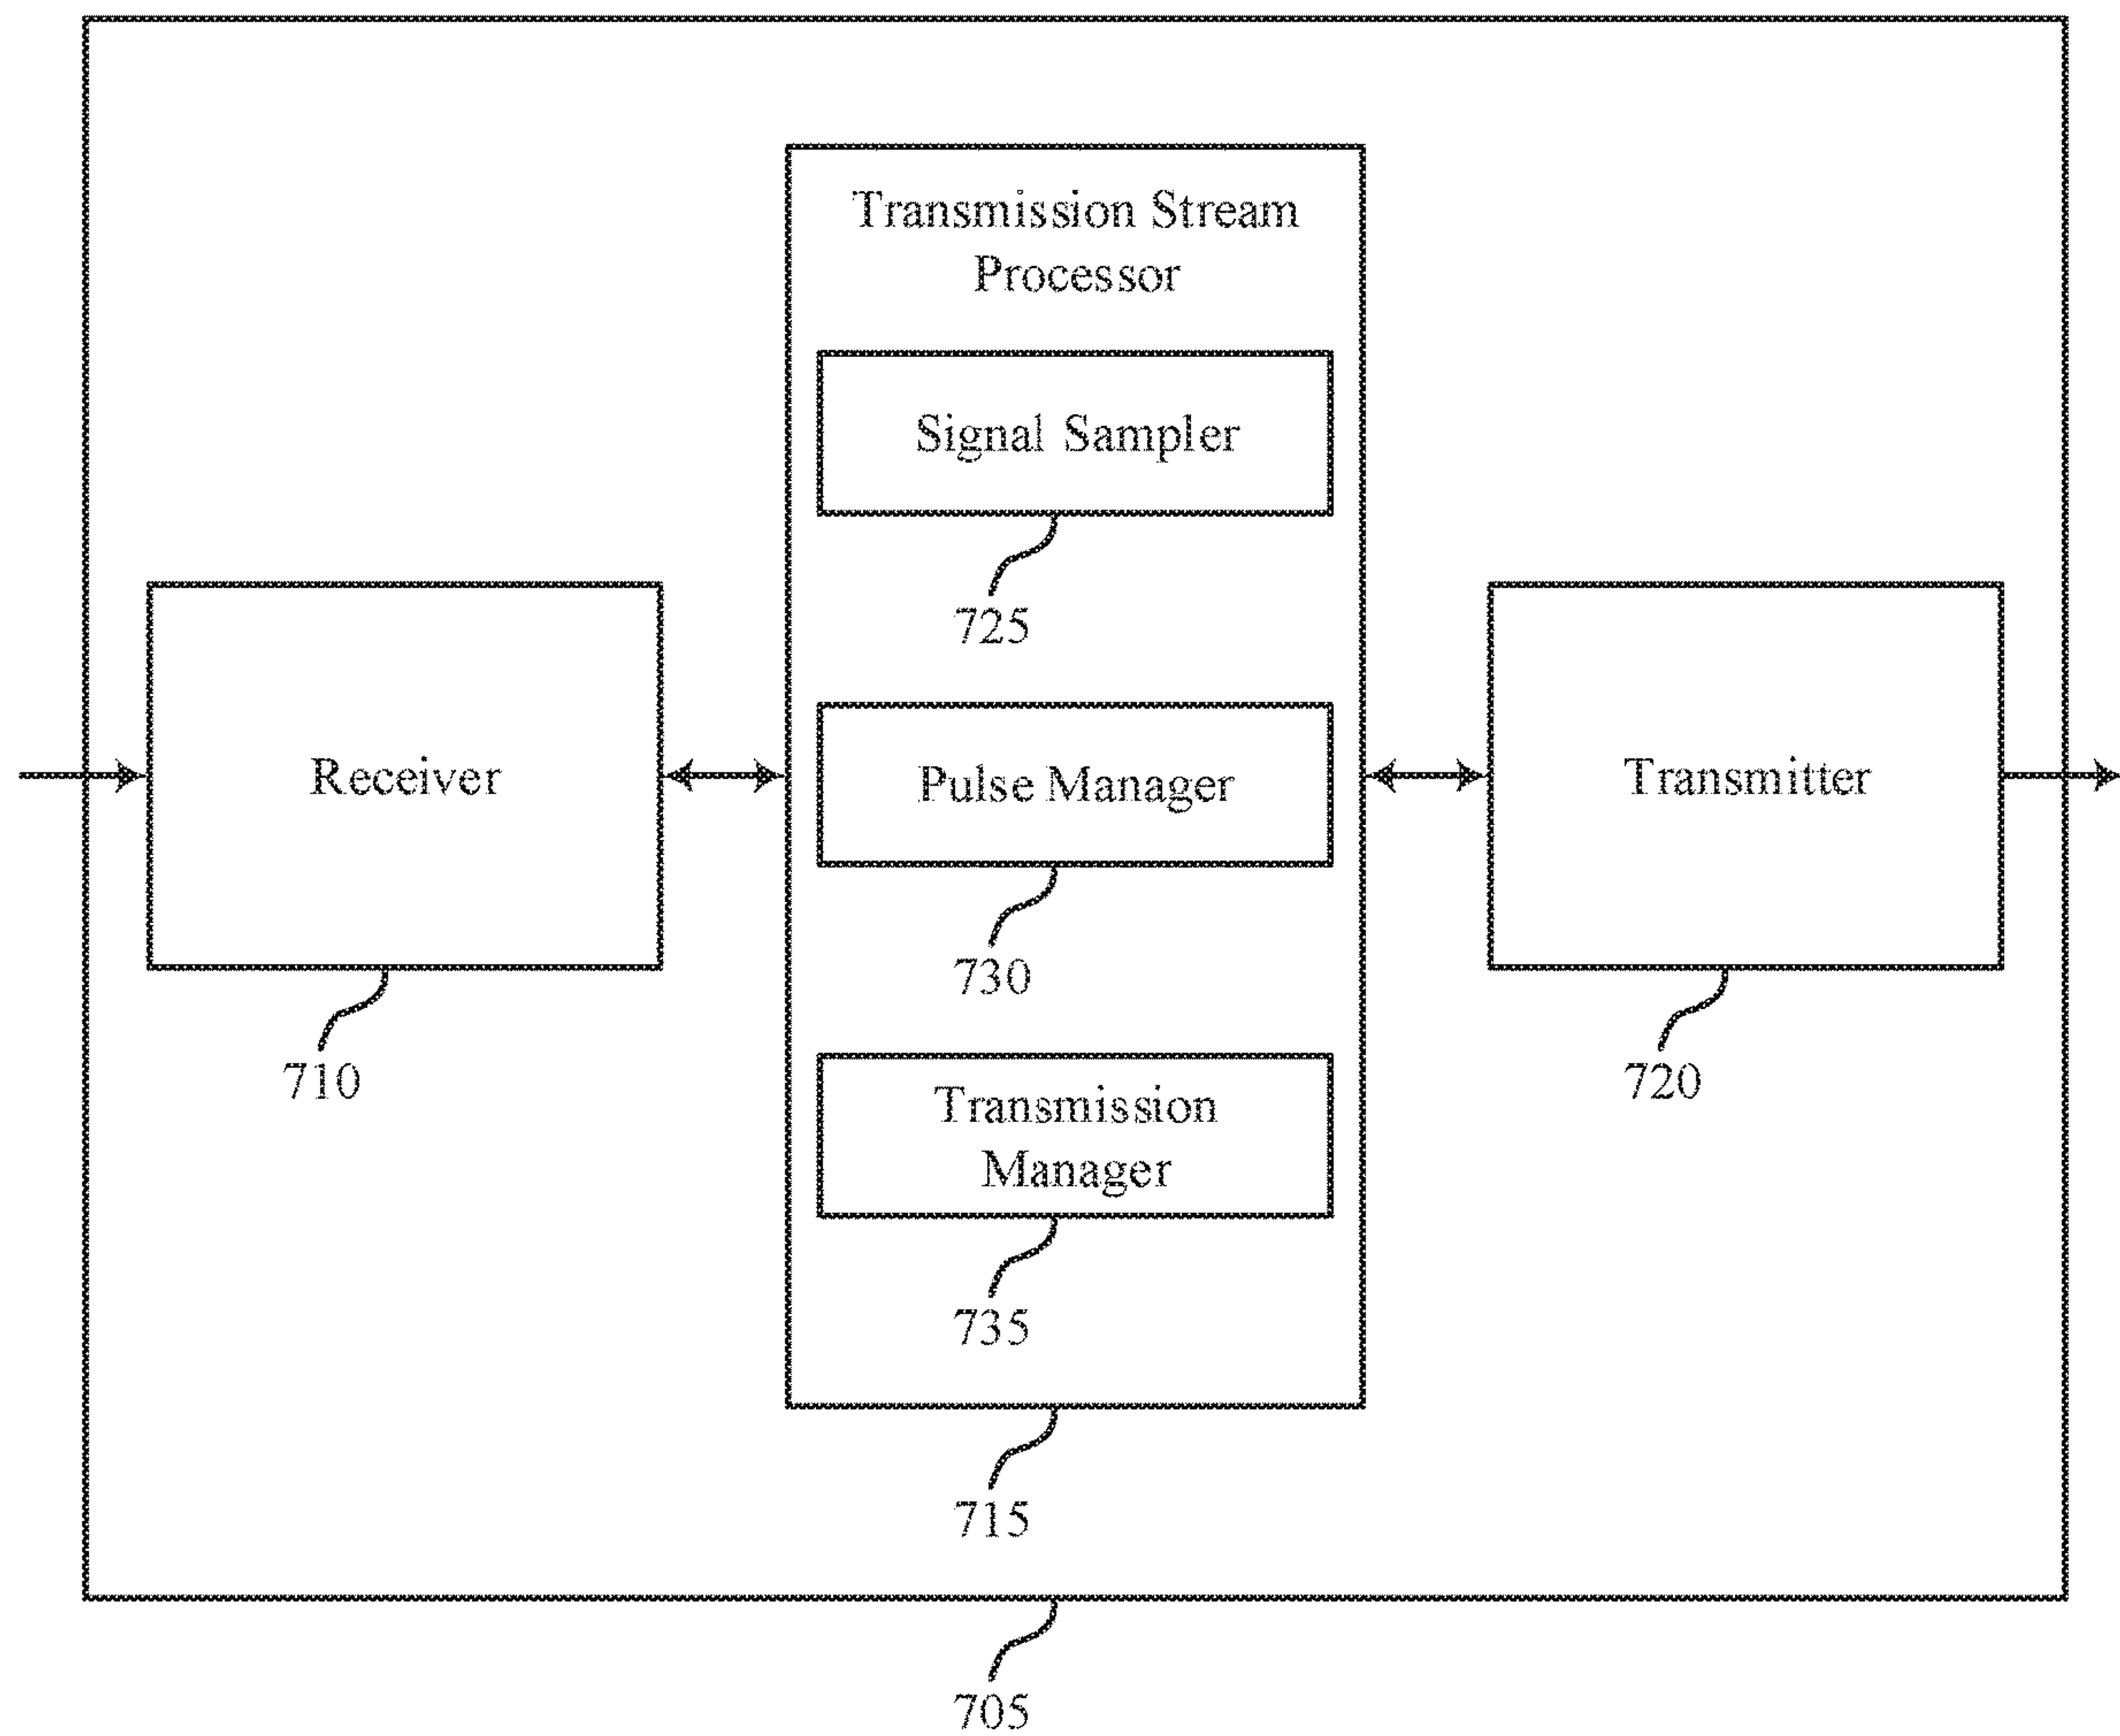 Transmission Stream
Processor
Signal Sampler
725
Receiver
710
Pulse Manager
730
Transmitter
720
Transmission
Manager
735
715
705